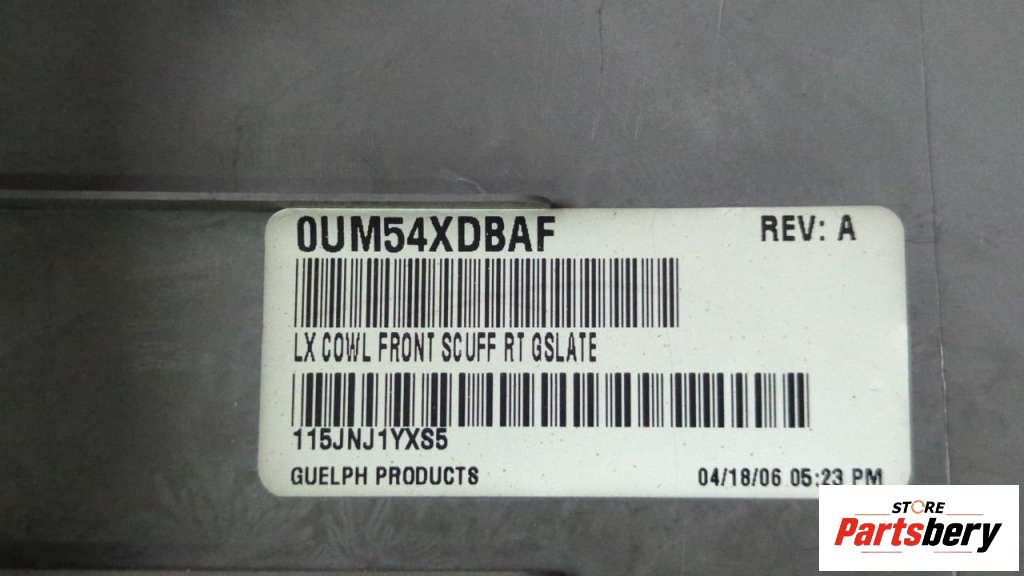 0UM54XDBAF REV: A
LX COWL FRONT SCUFF RT GSLATE
115JNJ1YXS5
GUELPH PRODUCTS 04/18/06 05:23 PM
STORE
Partsbery